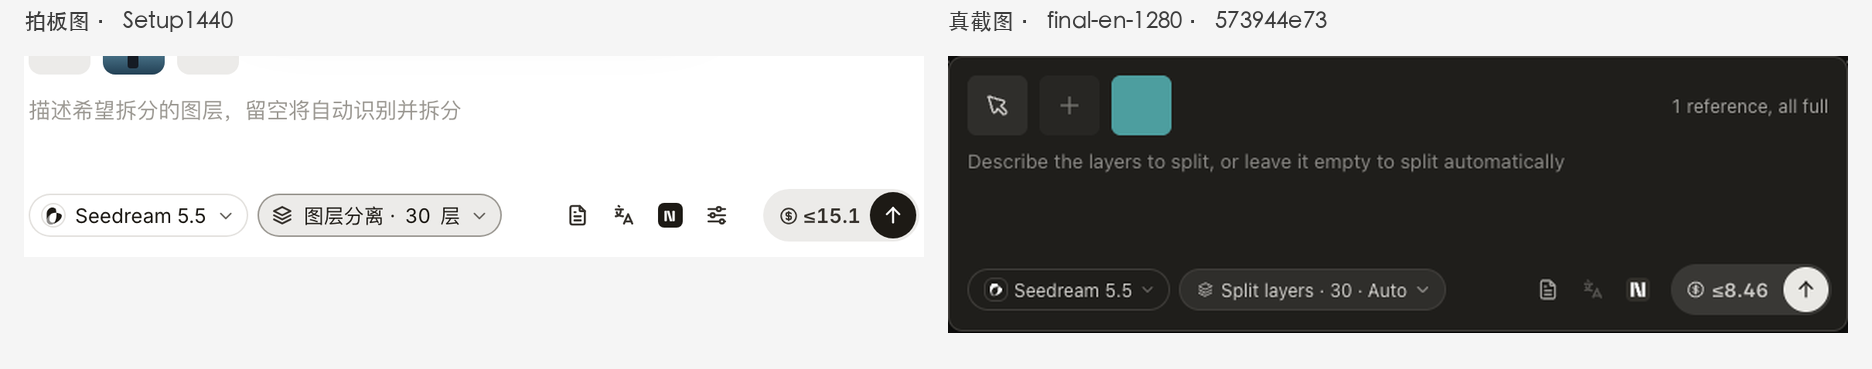 拍板图 · Setup1440
描述希望拆分的图层，留空将自动识别并拆分
Seedream 5.5
图层分离 · 30 层
≤15.1
真截图 · final-en-1280 · 573944e73
1 reference, all full
Describe the layers to split, or leave it empty to split automatically
Seedream 5.5
Split layers · 30 · Auto
≤8.46